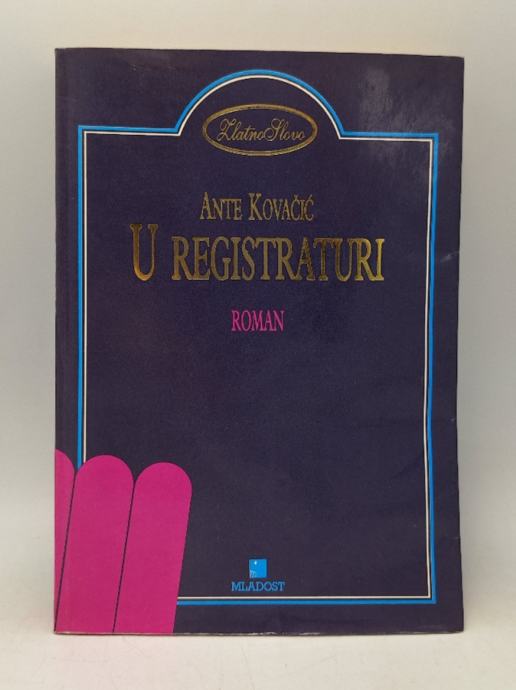 Zlatno Slovo
ANTE KOVAČIĆ
U REGISTRATURI
ROMAN
MLADOST